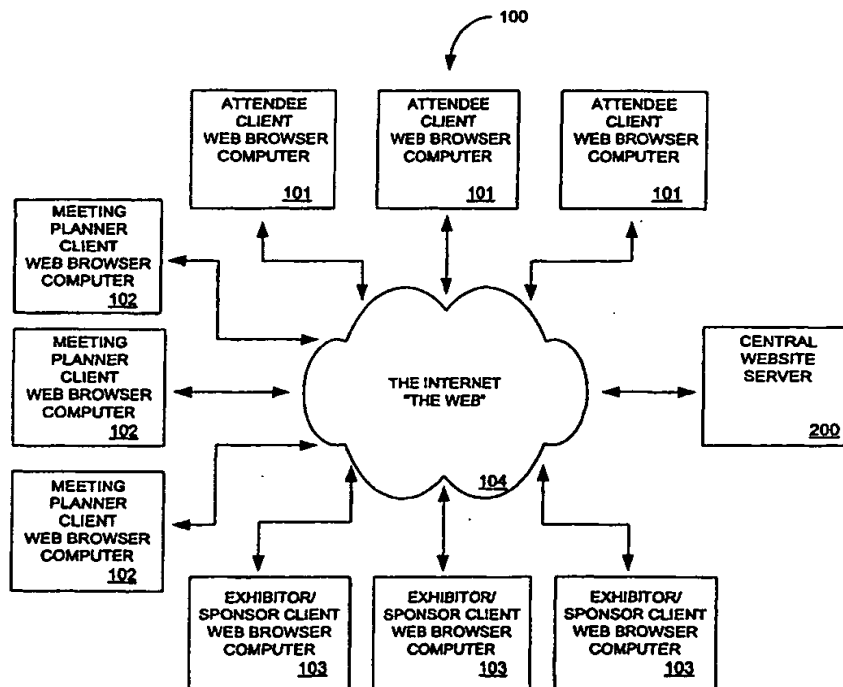 100
ATTENDEE
CLIENT
WEB BROWSER
COMPUTER
101
ATTENDEE
CLIENT
WEB BROWSER
COMPUTER
101
ATTENDEE
CLIENT
WEB BROWSER
COMPUTER
101
MEETING
PLANNER
CLIENT
WEB BROWSER
COMPUTER
102
MEETING
PLANNER
CLIENT
WEB BROWSER
COMPUTER
102
MEETING
PLANNER
CLIENT
WEB BROWSER
COMPUTER
102
THE INTERNET
"THE WEB"
104
CENTRAL
WEBSITE
SERVER
200
EXHIBITOR/
SPONSOR CLIENT
WEB BROWSER
COMPUTER
103
EXHIBITOR/
SPONSOR CLIENT
WEB BROWSER
COMPUTER
103
EXHIBITOR/
SPONSOR CLIENT
WEB BROWSER
COMPUTER
103